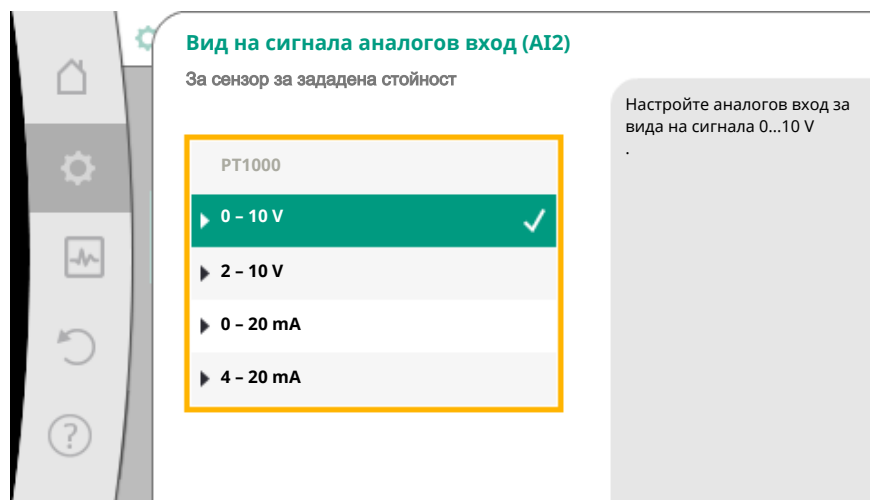 Вид на сигнала аналогов вход (AI2)
За сензор за зададена стойност
PT1000
0 – 10 V
2 – 10 V
0 – 20 mA
4 – 20 mA
Настройте аналогов вход за
вида на сигнала 0...10 V
.
?